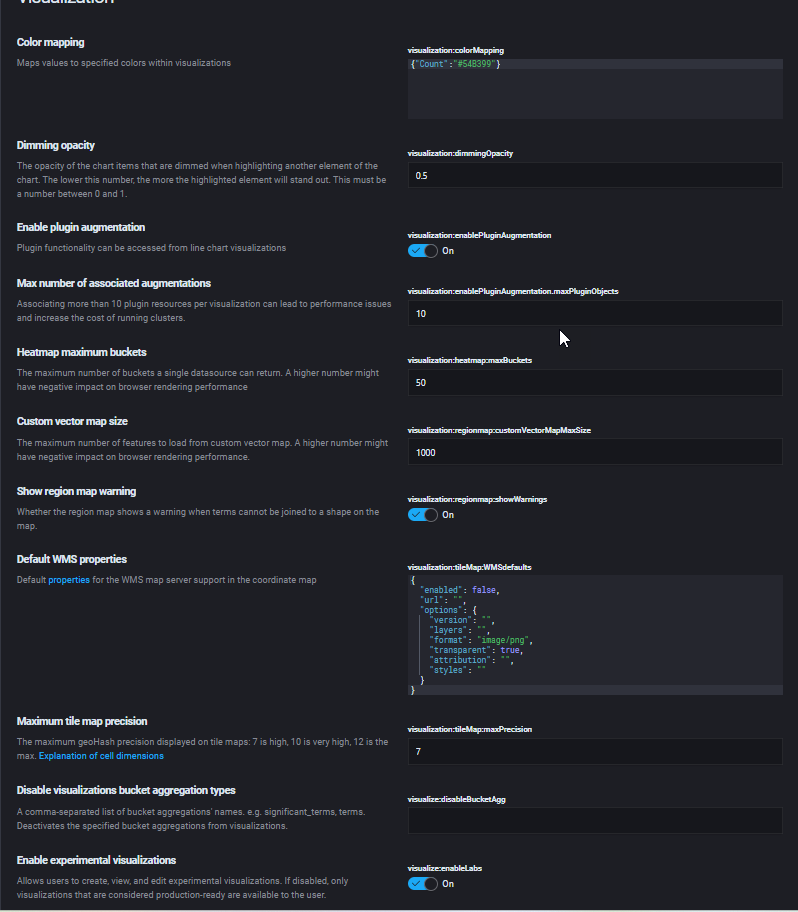 Visualization
Color mapping
Maps values to specified colors within visualizations
visualization:colorMapping
{"Count":"#54B399"}
Dimming opacity
The opacity of the chart items that are dimmed when highlighting another element of the
chart. The lower this number, the more the highlighted element will stand out. This must be
a number between 0 and 1.
visualization:dimmingOpacity
0.5
Enable plugin augmentation
Plugin functionality can be accessed from line chart visualizations
visualization:enablePluginAugmentation
On
Max number of associated augmentations
Associating more than 10 plugin resources per visualization can lead to performance issues
and increase the cost of running clusters.
visualization:enablePluginAugmentation.maxPluginObjects
10
Heatmap maximum buckets
The maximum number of buckets a single datasource can return. A higher number might
have negative impact on browser rendering performance
visualization:heatmap:maxBuckets
50
Custom vector map size
The maximum number of features to load from custom vector map. A higher number might
have negative impact on browser rendering performance.
visualization:regionmap:customVectorMapMaxSize
1000
Show region map warning
Whether the region map shows a warning when terms cannot be joined to a shape on the
map.
visualization:regionmap:showWarnings
On
Default WMS properties
Default properties for the WMS map server support in the coordinate map
visualization:tileMap:WMSdefaults
{
"enabled": false,
"url": "",
"options": {
"version": "",
"layers": "",
"format": "image/png",
"transparent": true,
"attribution": "",
"styles": ""
}
}
Maximum tile map precision
The maximum geoHash precision displayed on tile maps: 7 is high, 10 is very high, 12 is the
max. Explanation of cell dimensions
visualization:tileMap:maxPrecision
7
Disable visualizations bucket aggregation types
A comma-separated list of bucket aggregations' names. e.g. significant_terms, terms.
Deactivates the specified bucket aggregations from visualizations.
visualize:disableBucketAgg
Enable experimental visualizations
Allows users to create, view, and edit experimental visualizations. If disabled, only
visualizations that are considered production-ready are available to the user.
visualize:enableLabs
On